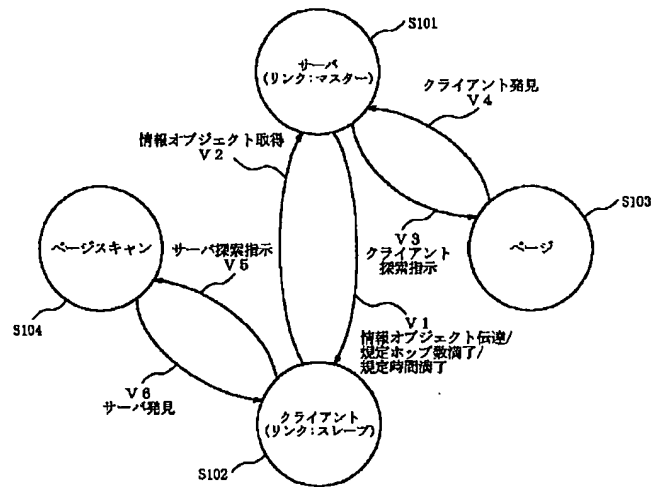 S101
サーバ
(リンク:マスター)
クライアント発見
V4
情報オブジェクト取得
V2
S103
ページ
ページスキャン
サーバ探索指示
V5
V3
クライアント
探索指示
S104
V1
情報オブジェクト伝達/
規定ホップ数満了/
規定時間満了
V6
サーバ発見
クライアント
(リンク:スレーブ)
S102